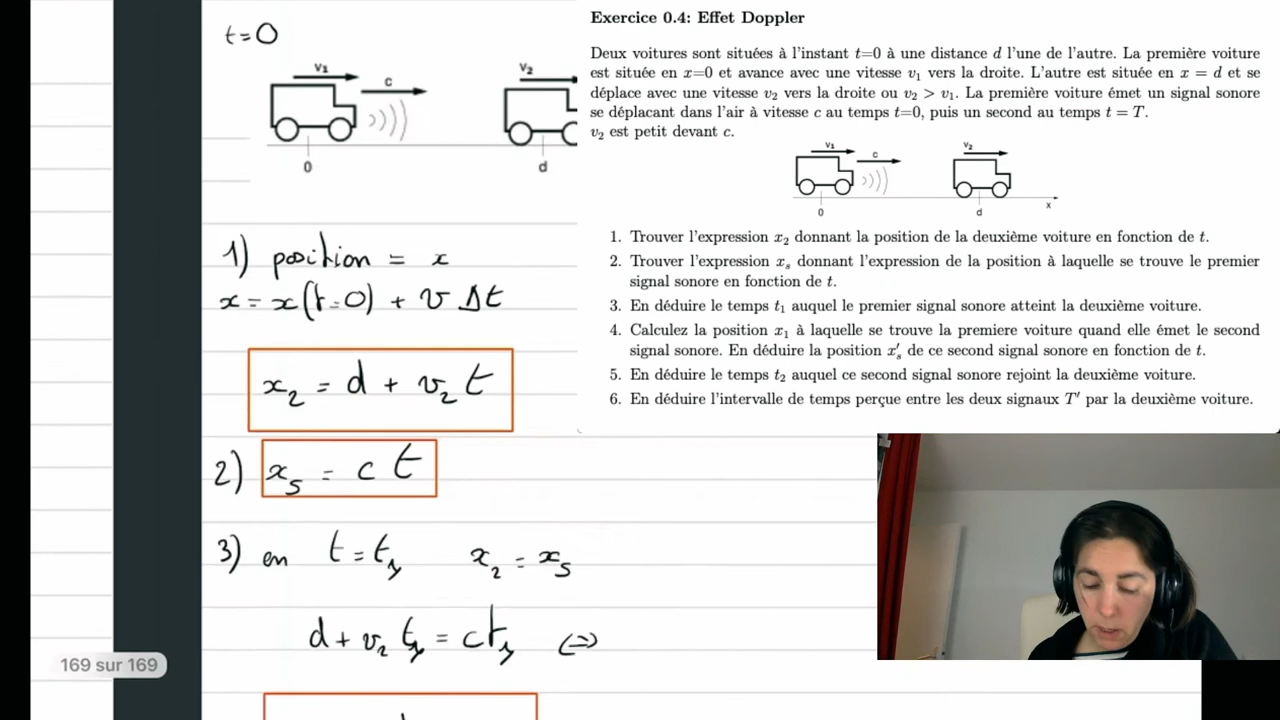 t=0
v₁
c
v₂
0
d
1) position = x
x = x(t=0) + v Δt
x₂ = d + v₂ t
2) x_s = c t
3) en t = t₁ x₂ = x_s
d + v₂ t₁ = c t₁ ⇔
169 sur 169
Exercice 0.4: Effet Doppler
Deux voitures sont situées à l'instant t=0 à une distance d l'une de l'autre. La première voiture
est située en x=0 et avance avec une vitesse v₁ vers la droite. L'autre est située en x = d et se
déplace avec une vitesse v₂ vers la droite ou v₂ > v₁. La première voiture émet un signal sonore
se déplacant dans l'air à vitesse c au temps t=0, puis un second au temps t = T.
v₂ est petit devant c.
v₁
c
v₂
0
d
x
1. Trouver l'expression x₂ donnant la position de la deuxième voiture en fonction de t.
2. Trouver l'expression x_s donnant l'expression de la position à laquelle se trouve le premier
signal sonore en fonction de t.
3. En déduire le temps t₁ auquel le premier signal sonore atteint la deuxième voiture.
4. Calculez la position x₁ à laquelle se trouve la premiere voiture quand elle émet le second
signal sonore. En déduire la position x'_s de ce second signal sonore en fonction de t.
5. En déduire le temps t₂ auquel ce second signal sonore rejoint la deuxième voiture.
6. En déduire l'intervalle de temps perçue entre les deux signaux T' par la deuxième voiture.